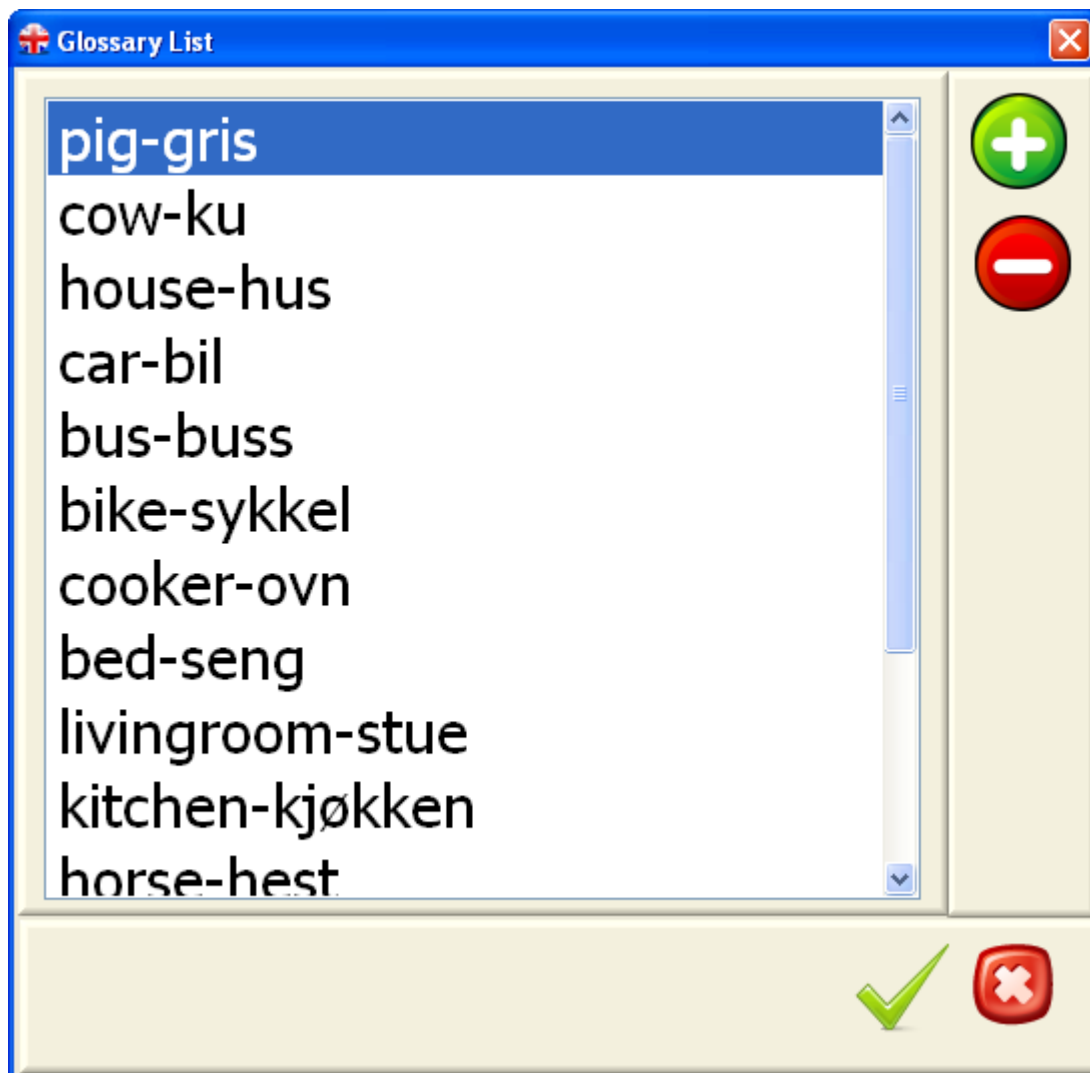 Glossary List
pig-gris
cow-ku
house-hus
car-bil
bus-buss
bike-sykkel
cooker-ovn
bed-seng
livingroom-stue
kitchen-kjøkken
horse-hest